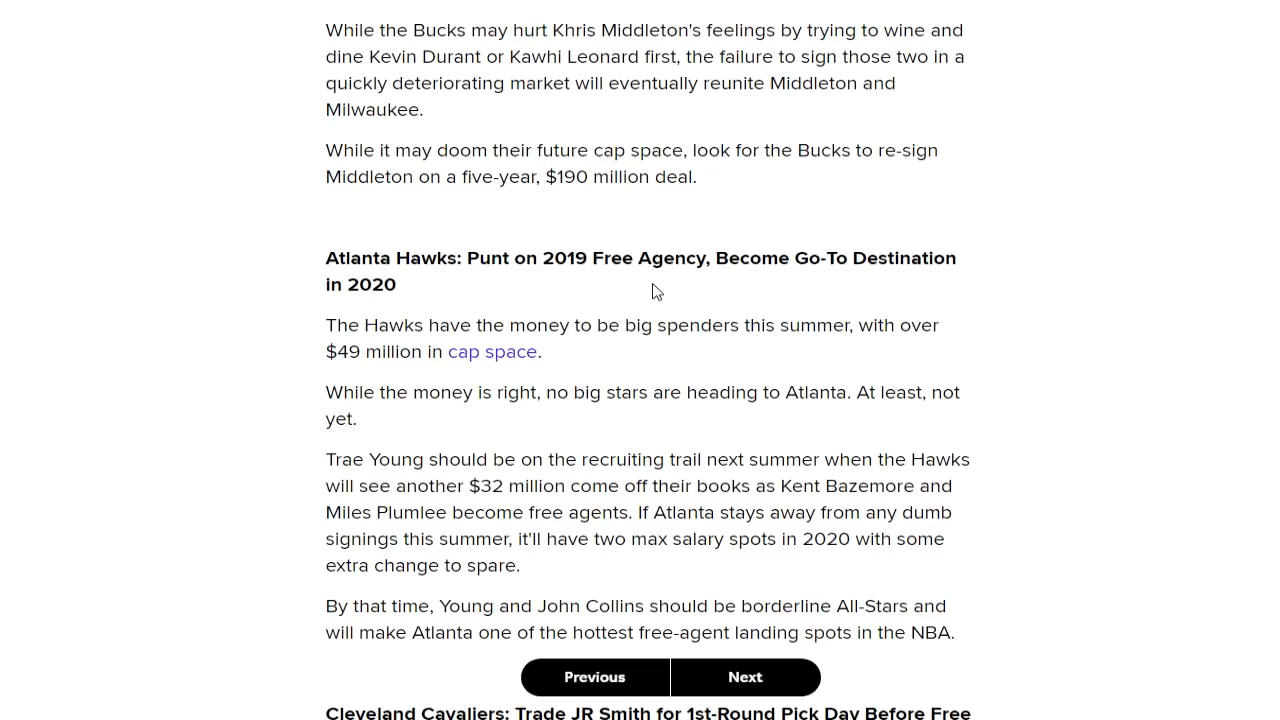 While the Bucks may hurt Khris Middleton's feelings by trying to wine and
dine Kevin Durant or Kawhi Leonard first, the failure to sign those two in a
quickly deteriorating market will eventually reunite Middleton and
Milwaukee.
While it may doom their future cap space, look for the Bucks to re-sign
Middleton on a five-year, $190 million deal.
Atlanta Hawks: Punt on 2019 Free Agency, Become Go-To Destination
in 2020
The Hawks have the money to be big spenders this summer, with over
$49 million in cap space.
While the money is right, no big stars are heading to Atlanta. At least, not
yet.
Trae Young should be on the recruiting trail next summer when the Hawks
will see another $32 million come off their books as Kent Bazemore and
Miles Plumlee become free agents. If Atlanta stays away from any dumb
signings this summer, it'll have two max salary spots in 2020 with some
extra change to spare.
By that time, Young and John Collins should be borderline All-Stars and
will make Atlanta one of the hottest free-agent landing spots in the NBA.
Previous Next
Cleveland Cavaliers: Trade JR Smith for 1st-Round Pick Day Before Free